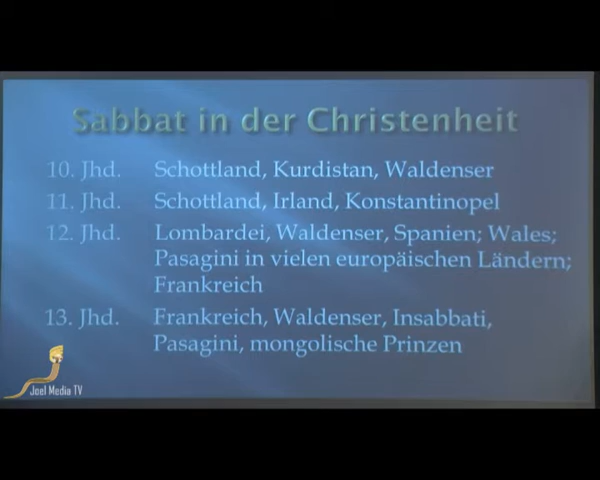 Sabbat in der Christenheit
10. Jhd. Schottland, Kurdistan, Waldenser
11. Jhd. Schottland, Irland, Konstantinopel
12. Jhd. Lombardei, Waldenser, Spanien; Wales;
Pasagini in vielen europäischen Ländern;
Frankreich
13. Jhd. Frankreich, Waldenser, Insabbati,
Pasagini, mongolische Prinzen
Joel Media TV